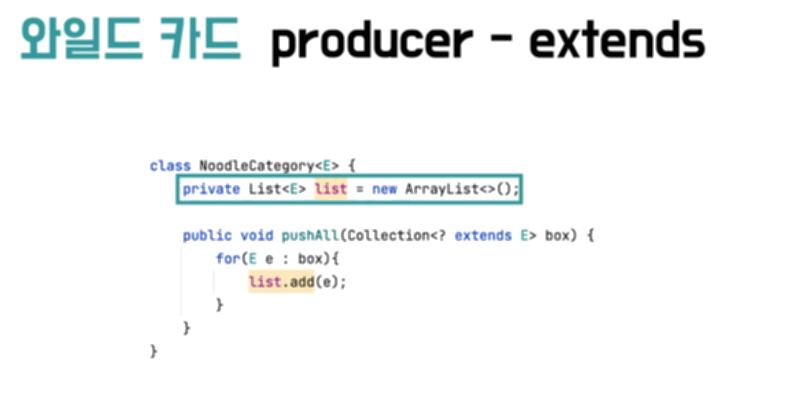 와일드 카드 producer - extends
class NoodleCategory<E> {
private List<E> list = new ArrayList<>();
public void pushAll(Collection<? extends E> box) {
for(E e : box){
list.add(e);
}
}
}